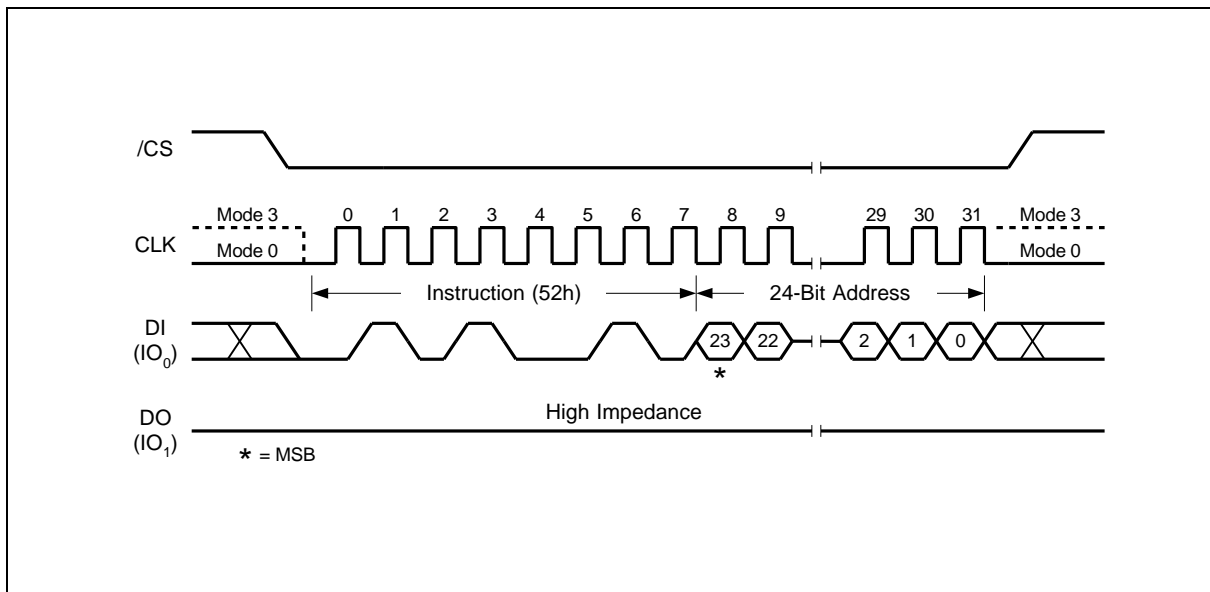 /CS
Mode 3 0 1 2 3 4 5 6 7 8 9 29 30 31 Mode 3
CLK
Mode 0 Mode 0
Instruction (52h) 24-Bit Address
DI
(IO0)
23 22 2 1 0
*
High Impedance
DO
(IO1)
* = MSB